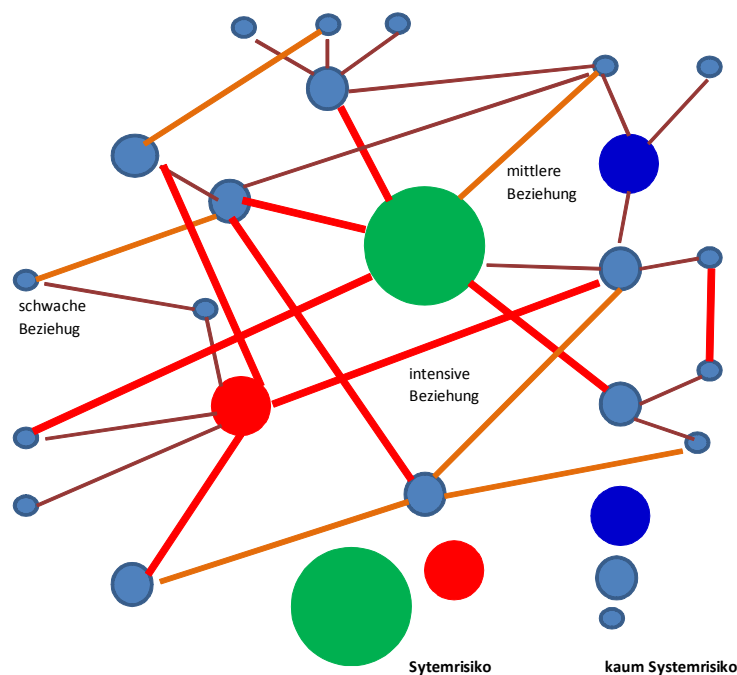 mittlere
Beziehung
schwache
Beziehug
intensive
Beziehung
Sytemrisiko
kaum Systemrisiko